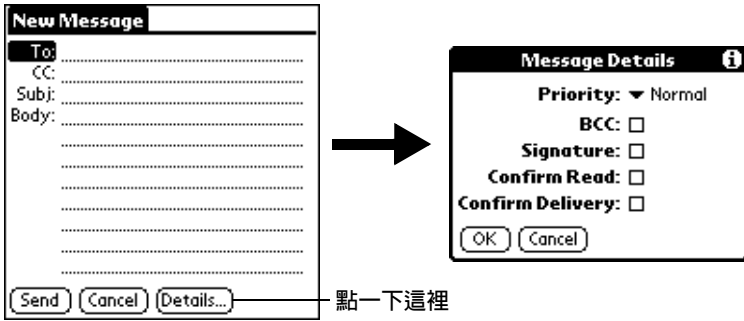 New Message
To:
CC:
Subj:
Body:
Send Cancel Details...
點一下這裡
Message Details
Priority: Normal
BCC:
Signature:
Confirm Read:
Confirm Delivery:
OK Cancel